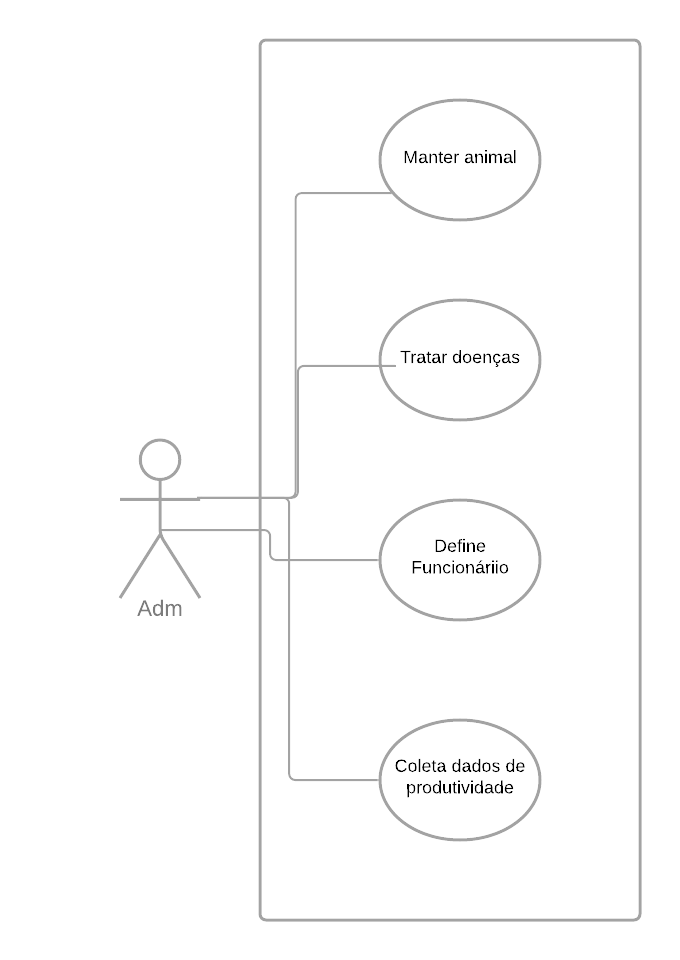 Manter animal
Tratar doenças
Define
Funcionáriio
Adm
Coleta dados de
produtividade